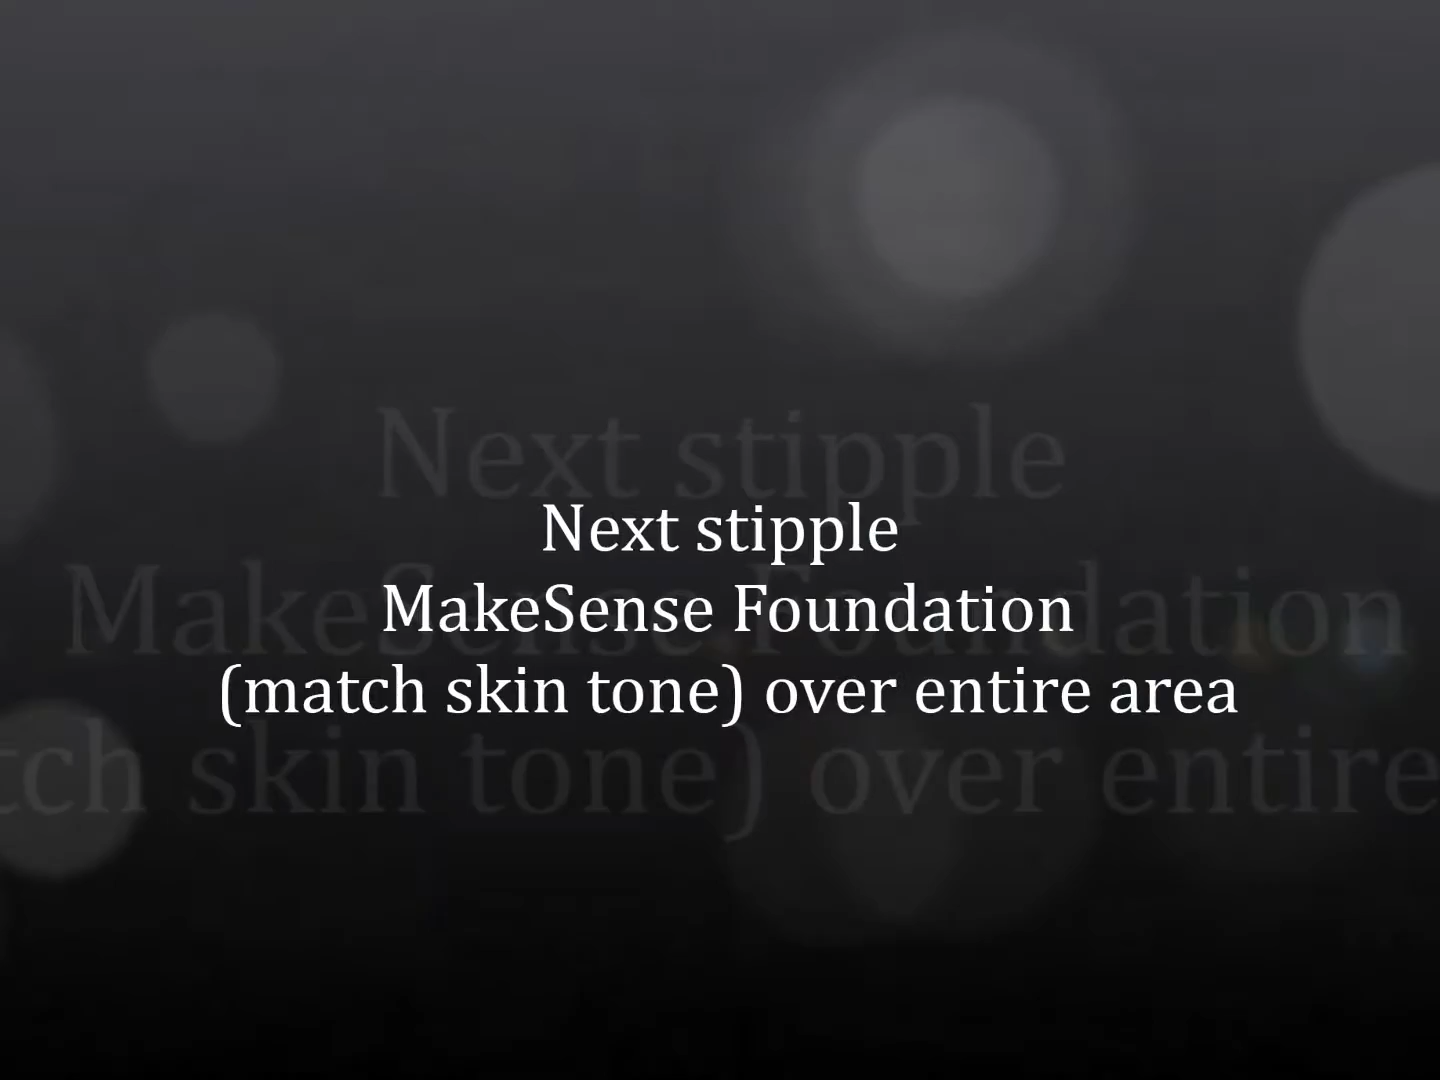 Next stipple
MakeSense Foundation
(match skin tone) over entire area